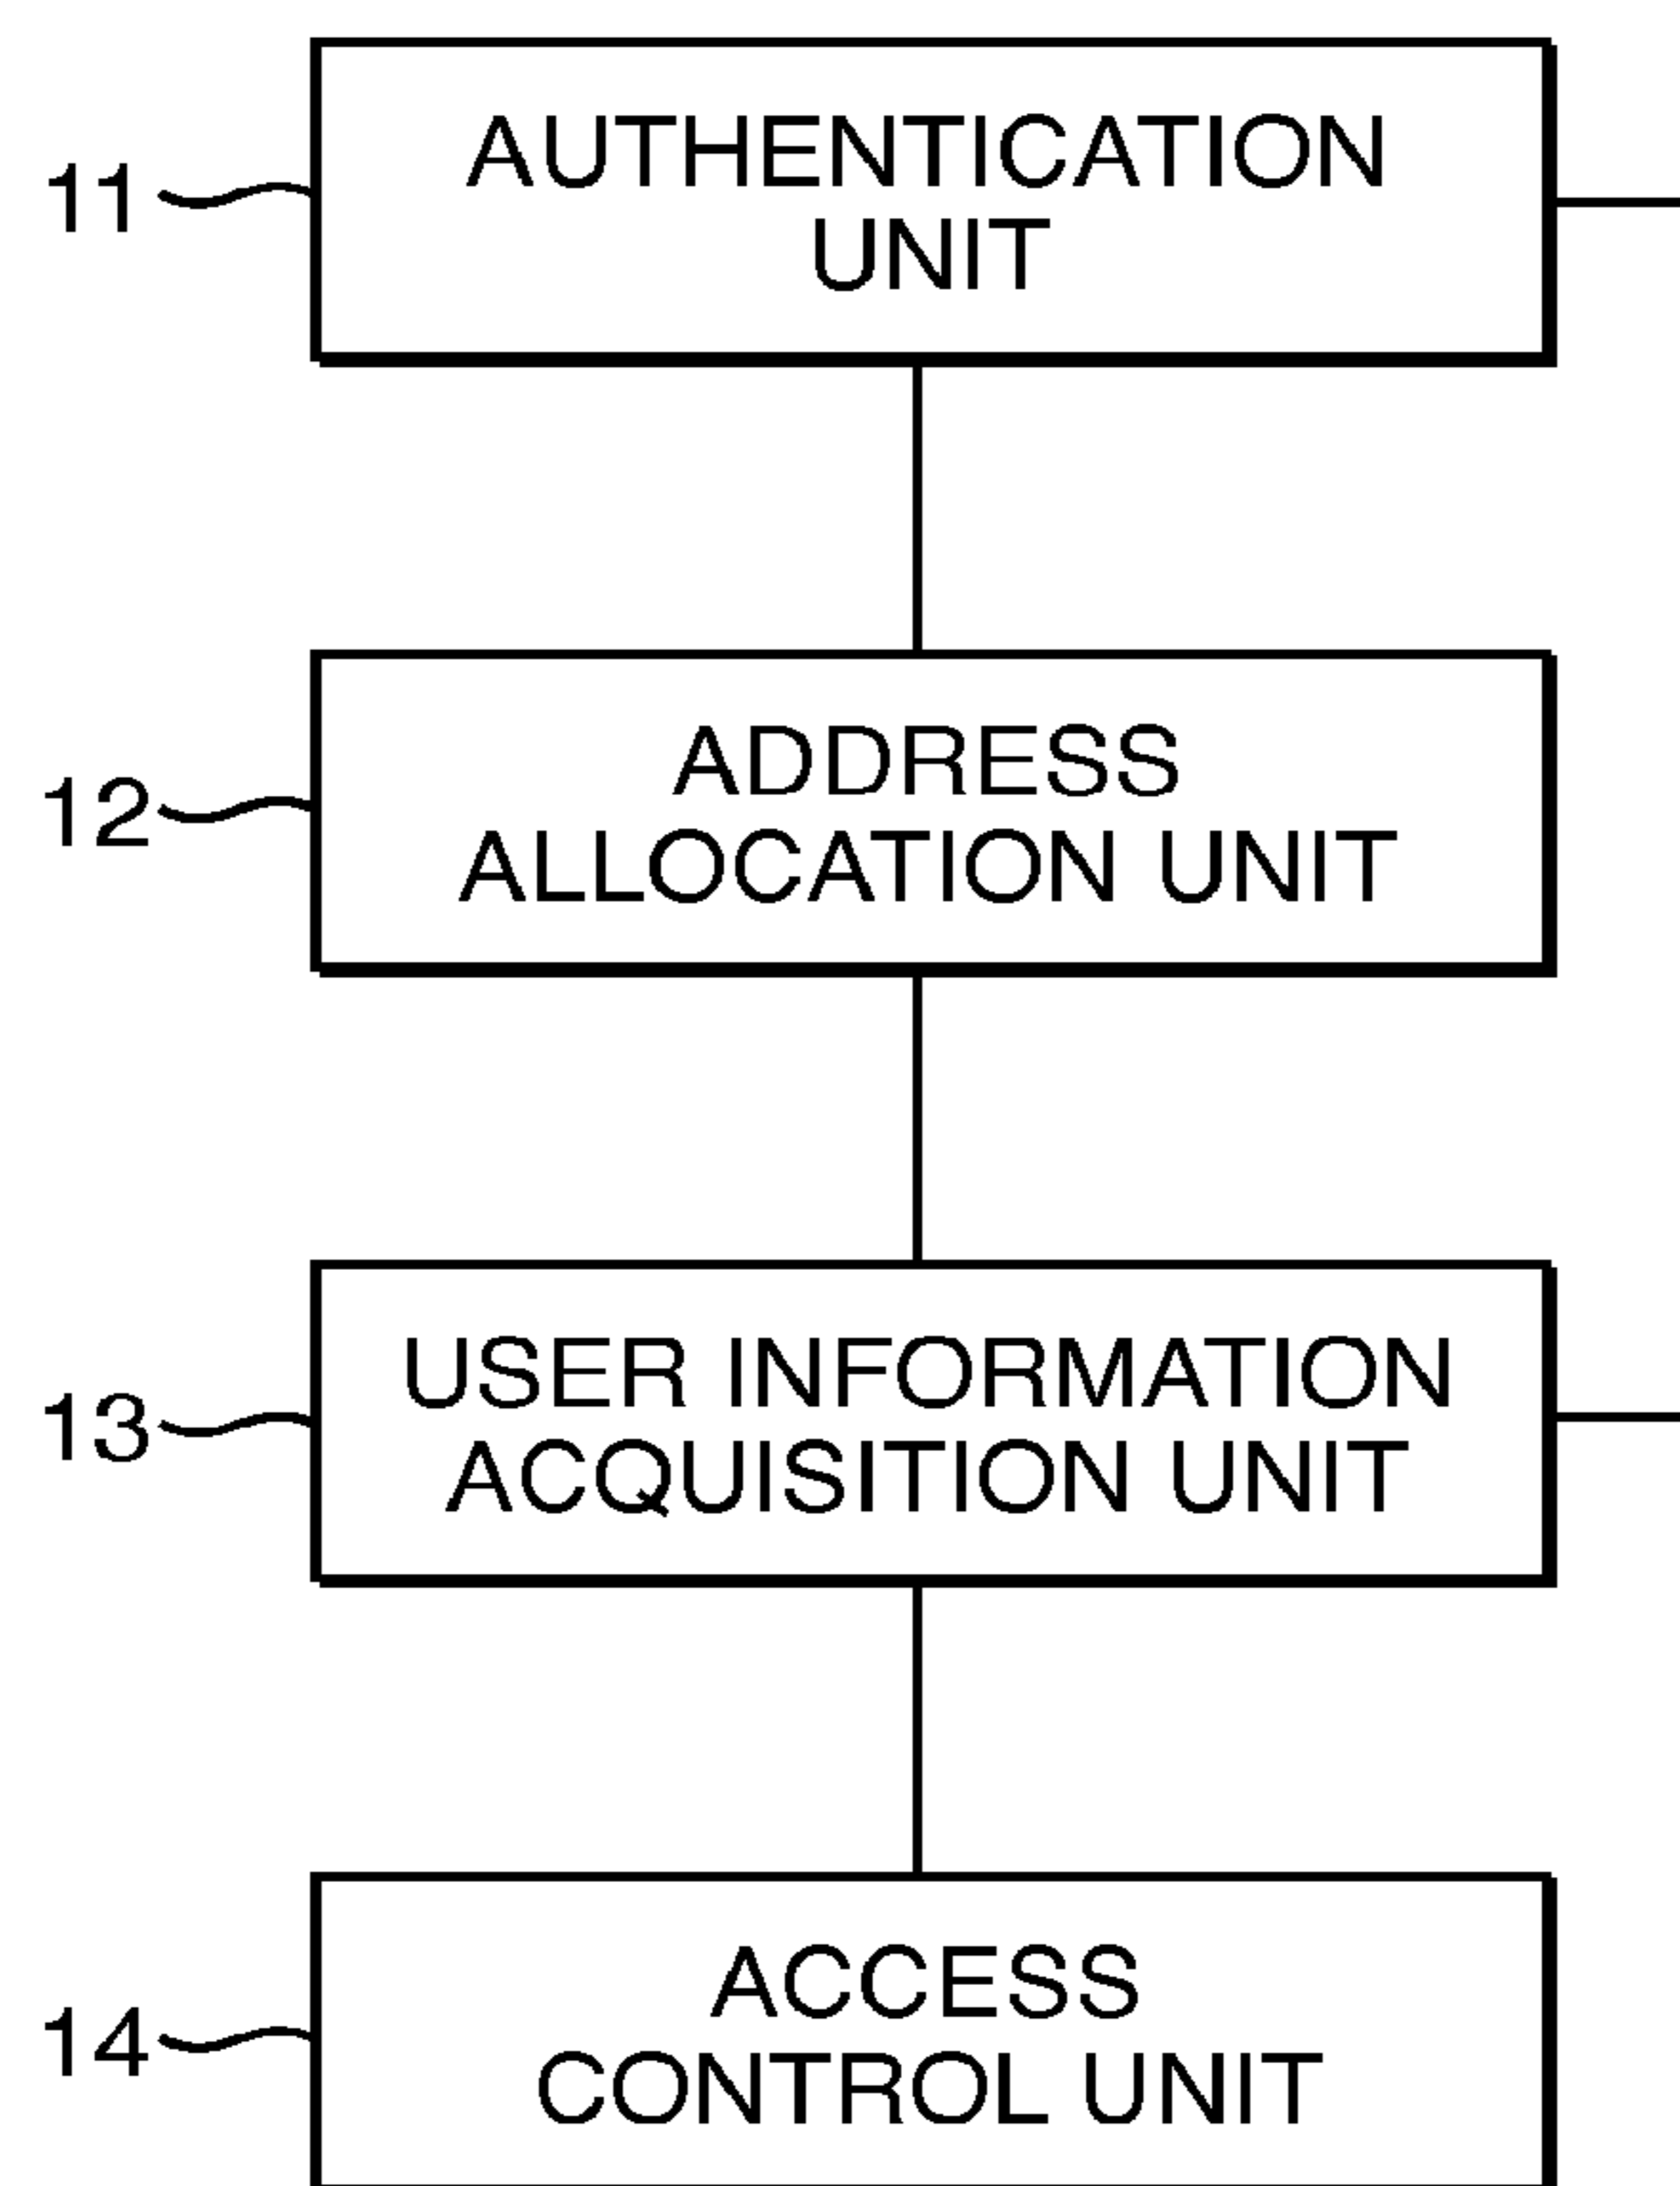 11
AUTHENTICATION
UNIT
12
ADDRESS
ALLOCATION UNIT
13
USER INFORMATION
ACQUISITION UNIT
14
ACCESS
CONTROL UNIT